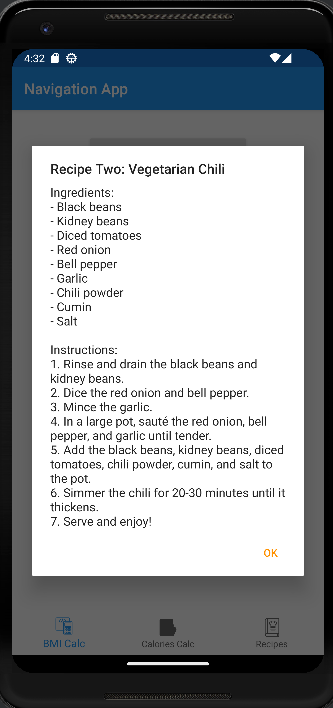 4:32
Navigation App
Recipe Two: Vegetarian Chili
Ingredients:
- Black beans
- Kidney beans
- Diced tomatoes
- Red onion
- Bell pepper
- Garlic
- Chili powder
- Cumin
- Salt
Instructions:
1. Rinse and drain the black beans and
kidney beans.
2. Dice the red onion and bell pepper.
3. Mince the garlic.
4. In a large pot, sauté the red onion, bell
pepper, and garlic until tender.
5. Add the black beans, kidney beans, diced
tomatoes, chili powder, cumin, and salt to
the pot.
6. Simmer the chili for 20-30 minutes until it
thickens.
7. Serve and enjoy!
OK
BMI Calc
Calories Calc
Recipes